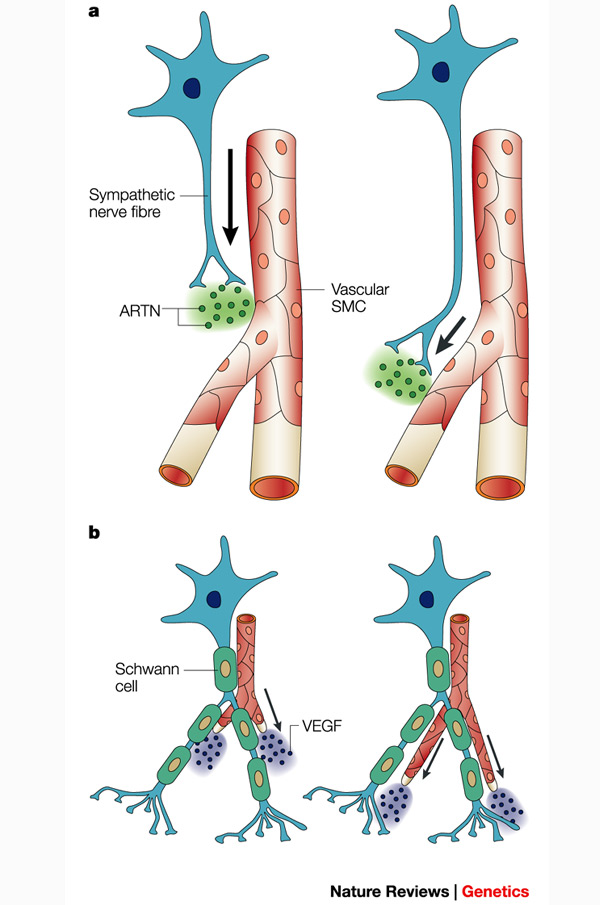 a
Sympathetic
nerve fibre
ARTN
Vascular
SMC
b
Schwann
cell
VEGF
Nature Reviews | Genetics